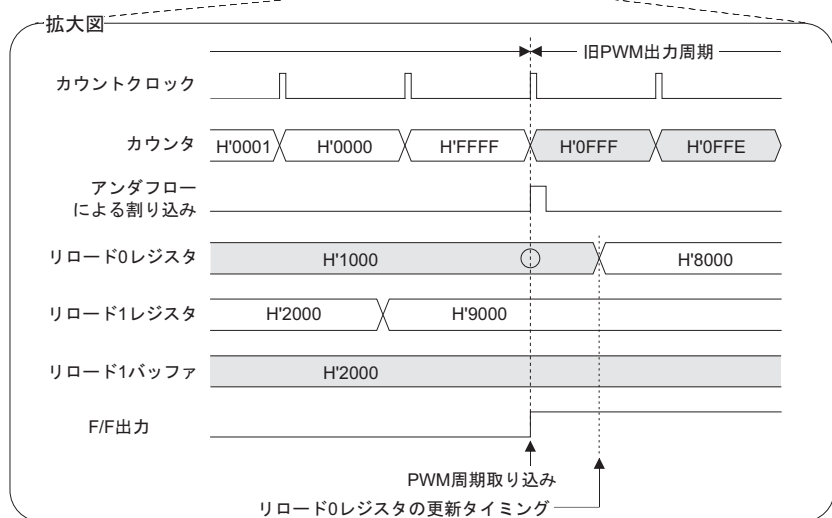 拡大図
旧PWM出力周期
カウントクロック
カウンタ H'0001 H'0000 H'FFFF H'0FFF H'0FFE
アンダフロー
による割り込み
リロード0レジスタ H'1000 H'8000
リロード1レジスタ H'2000 H'9000
リロード1バッファ H'2000
F/F出力
PWM周期取り込み
リロード0レジスタの更新タイミング